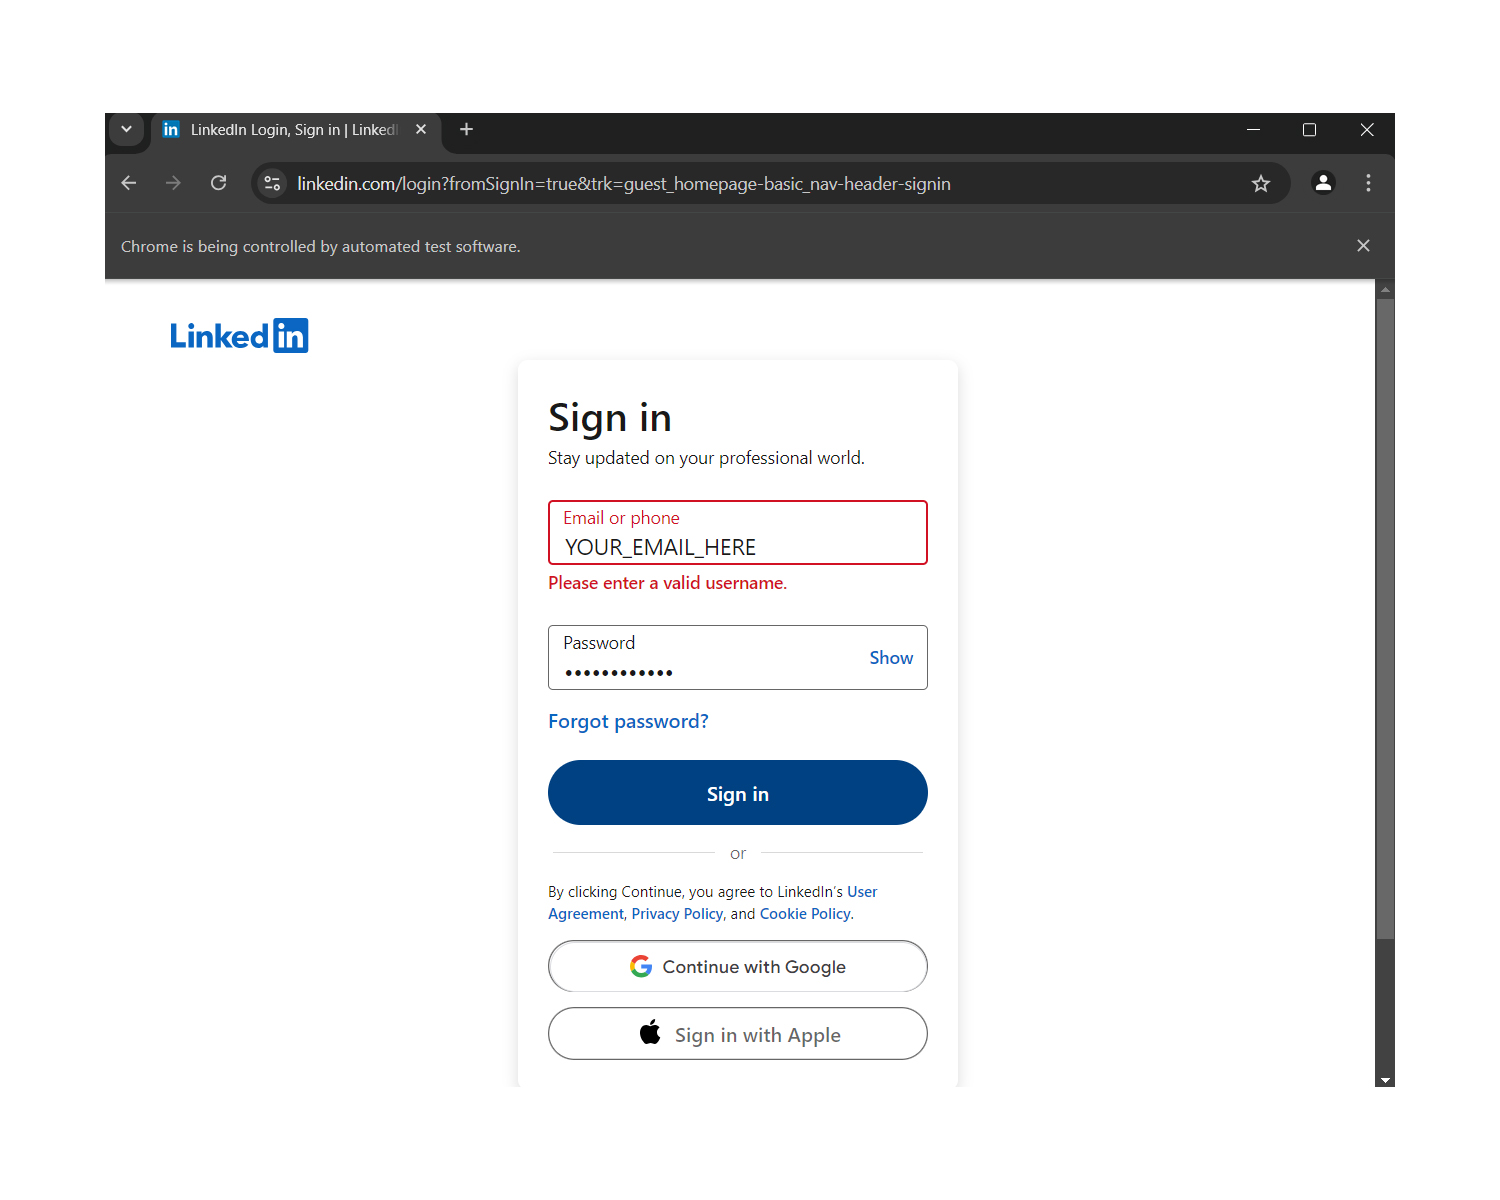 LinkedIn Login, Sign in | Linked
linkedin.com/login?fromSignIn=true&trk=guest_homepage-basic_nav-header-signin
Chrome is being controlled by automated test software.
Linked in
Sign in
Stay updated on your professional world.
Email or phone
YOUR_EMAIL_HERE
Please enter a valid username.
Password
Show
••••••••••••
Forgot password?
Sign in
or
By clicking Continue, you agree to LinkedIn's User
Agreement, Privacy Policy, and Cookie Policy.
Continue with Google
Sign in with Apple